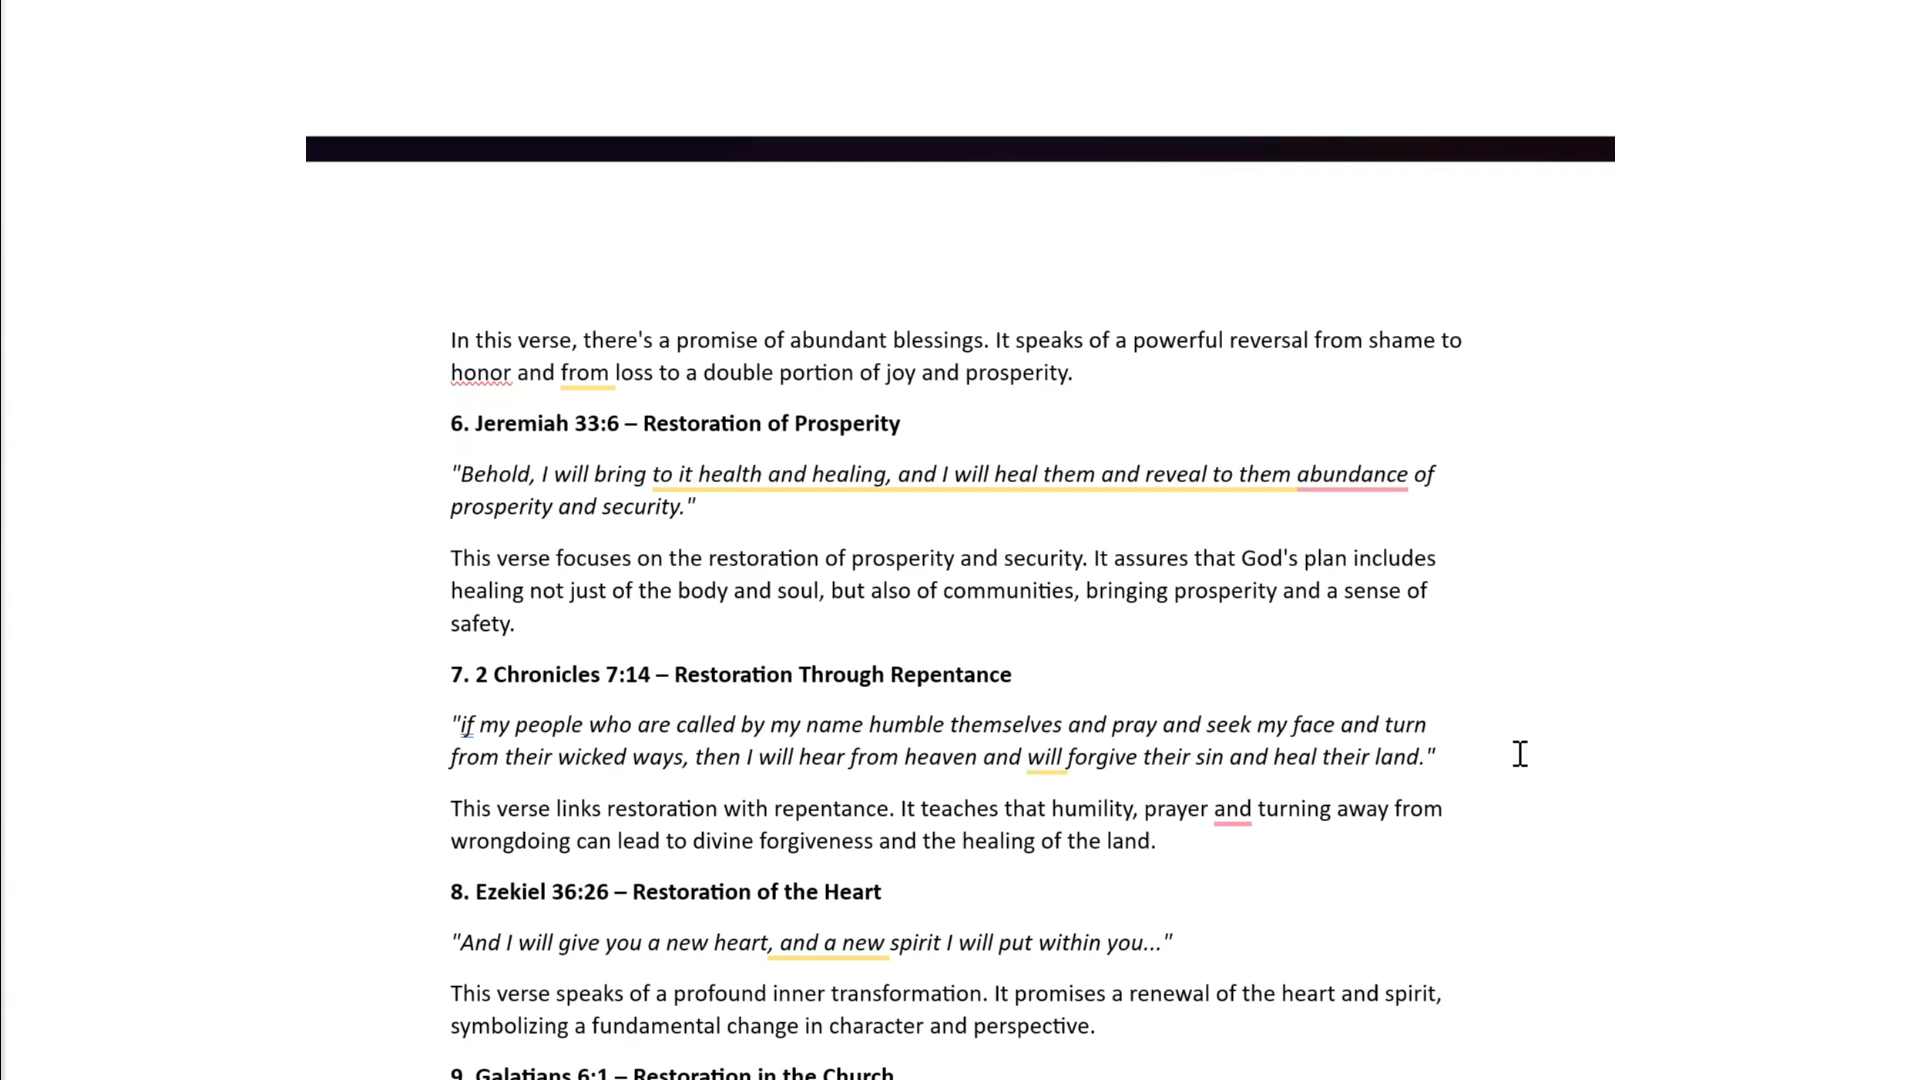 In this verse, there's a promise of abundant blessings. It speaks of a powerful reversal from shame to
honor and from loss to a double portion of joy and prosperity.
6. Jeremiah 33:6 – Restoration of Prosperity
"Behold, I will bring to it health and healing, and I will heal them and reveal to them abundance of
prosperity and security."
This verse focuses on the restoration of prosperity and security. It assures that God's plan includes
healing not just of the body and soul, but also of communities, bringing prosperity and a sense of
safety.
7. 2 Chronicles 7:14 – Restoration Through Repentance
"if my people who are called by my name humble themselves and pray and seek my face and turn
from their wicked ways, then I will hear from heaven and will forgive their sin and heal their land."
This verse links restoration with repentance. It teaches that humility, prayer and turning away from
wrongdoing can lead to divine forgiveness and the healing of the land.
8. Ezekiel 36:26 – Restoration of the Heart
"And I will give you a new heart, and a new spirit I will put within you..."
This verse speaks of a profound inner transformation. It promises a renewal of the heart and spirit,
symbolizing a fundamental change in character and perspective.
9. Galatians 6:1 – Restoration in the Church